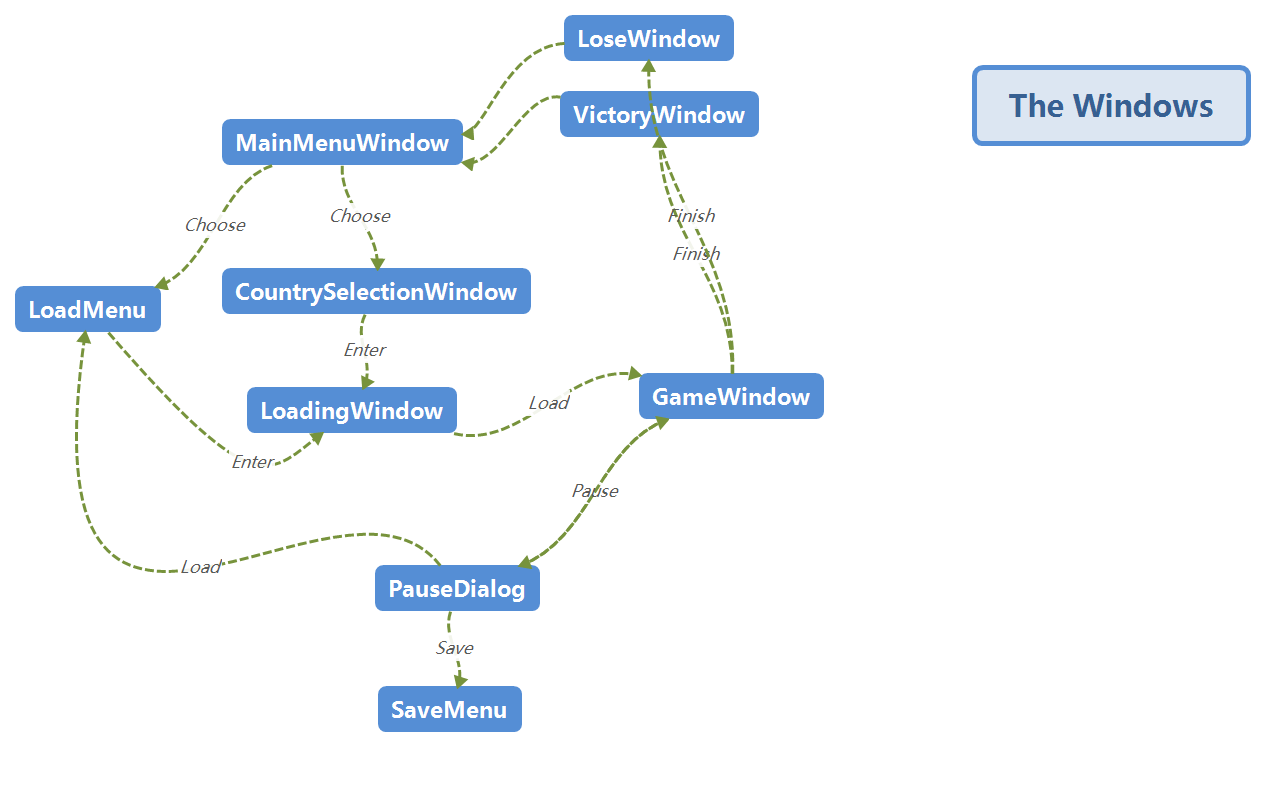 LoseWindow
The Windows
VictoryWindow
MainMenuWindow
Choose
Choose
Finish
Finish
CountrySelectionWindow
LoadMenu
Enter
LoadingWindow
Load
GameWindow
Enter
Pause
Load
PauseDialog
Save
SaveMenu